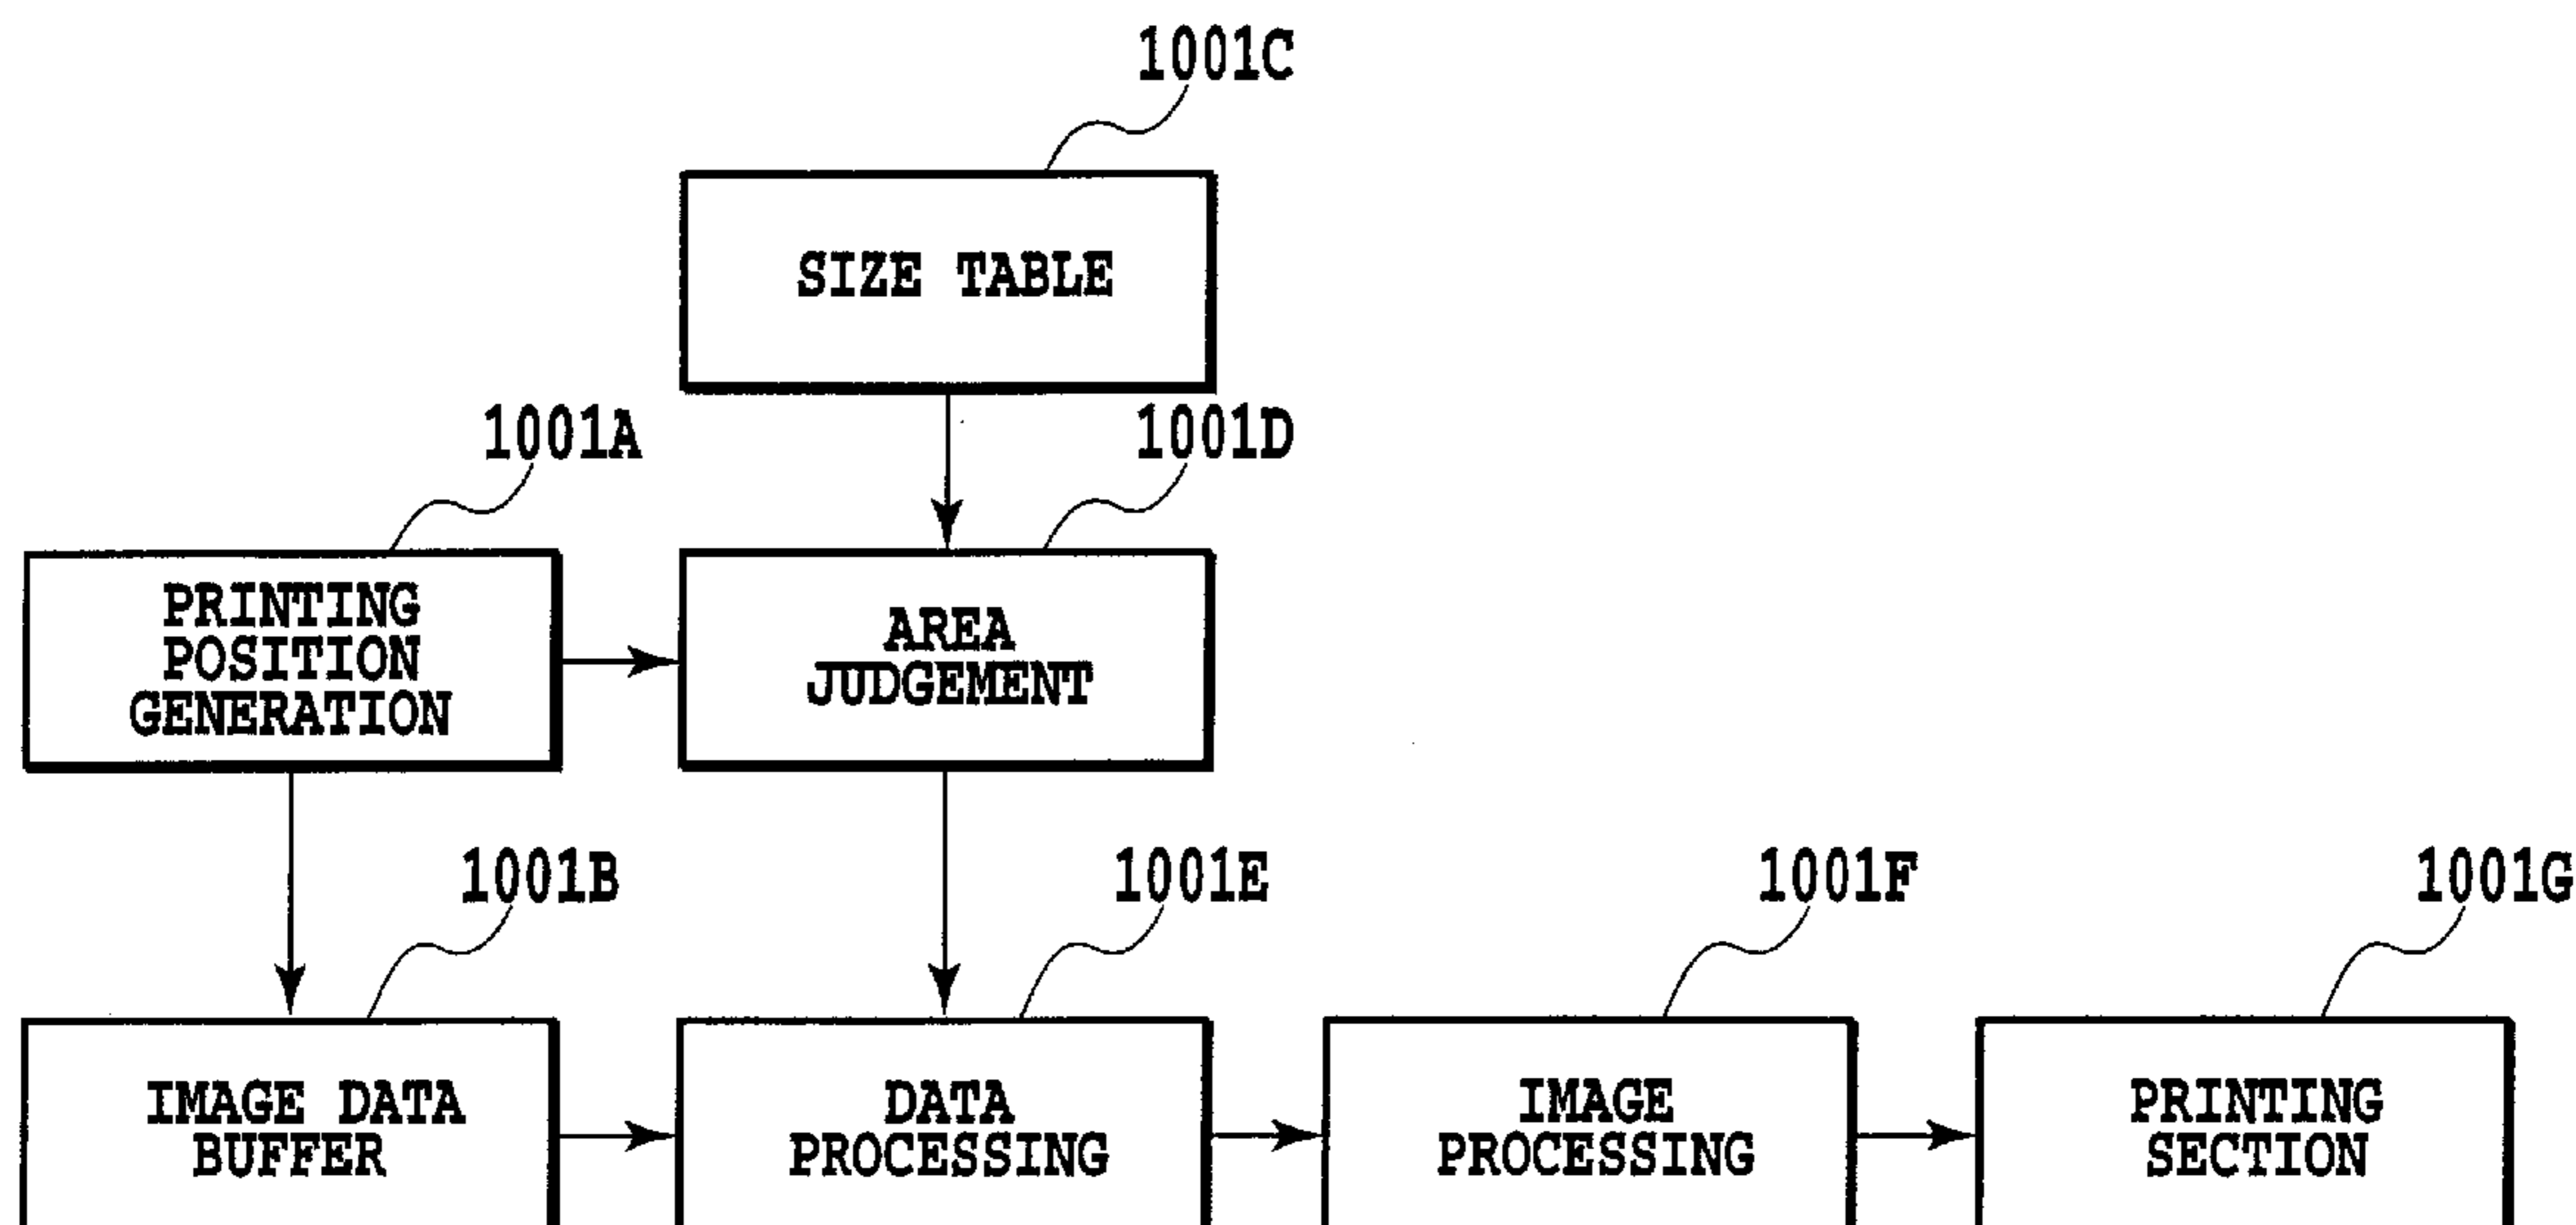 1001C
SIZE TABLE
1001A
1001D
PRINTING
POSITION
GENERATION
AREA
JUDGEMENT
1001B
1001E
1001F
1001G
IMAGE DATA
BUFFER
DATA
PROCESSING
IMAGE
PROCESSING
PRINTING
SECTION